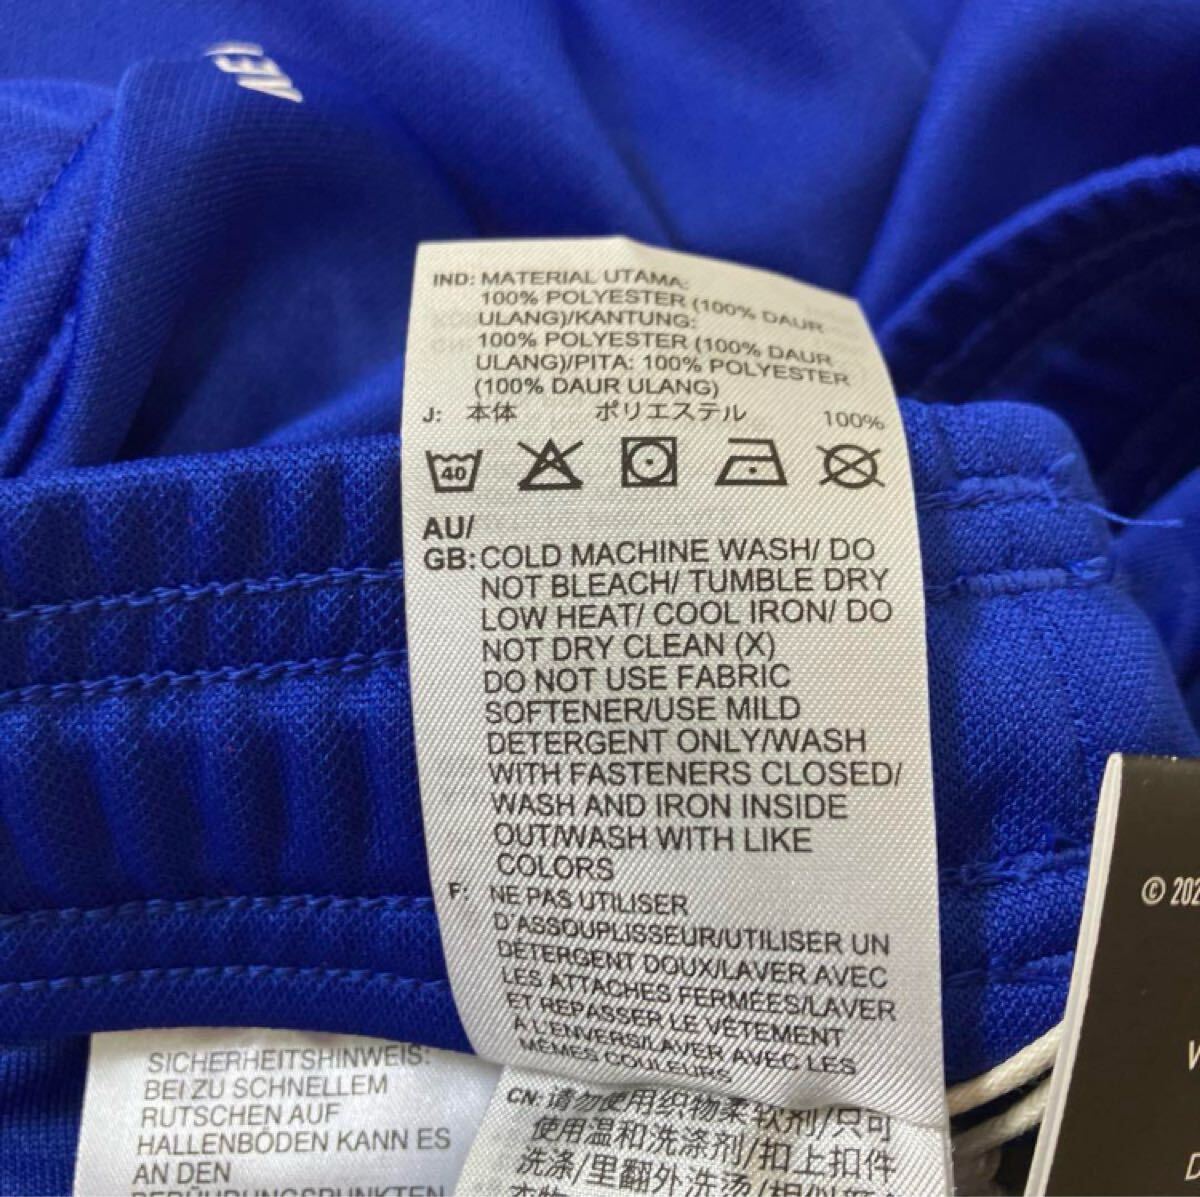 IND: MATERIAL UTAMA:
100% POLYESTER (100% DAUR
ULANG)/KANTUNG:
100% POLYESTER (100% DAUR
ULANG)/PITA: 100% POLYESTER
(100% DAUR ULANG)
J: 本体 ポリエステル 100%
40
AU/
GB: COLD MACHINE WASH/ DO
NOT BLEACH/ TUMBLE DRY
LOW HEAT/ COOL IRON/ DO
NOT DRY CLEAN (X)
DO NOT USE FABRIC
SOFTENER/USE MILD
DETERGENT ONLY/WASH
WITH FASTENERS CLOSED/
WASH AND IRON INSIDE
OUT/WASH WITH LIKE
COLORS
F: NE PAS UTILISER
D'ASSOUPLISSEUR/UTILISER UN
DÉTERGENT DOUX/LAVER AVEC
LES ATTACHES FERMÉES/LAVER
ET REPASSER LE VÊTEMENT
À L'ENVERS/LAVER AVEC LES
MÊMES COULEURS
CN: 请勿使用织物柔软剂/只可
使用温和洗涤剂/扣上扣件
洗涤/里翻外洗烫/相似
SICHERHEITSHINWEIS:
BEI ZU SCHNELLEM
RUTSCHEN AUF
HALLENBÖDEN KANN ES
AN DEN
BERÜHRUNGSPUNKTEN
© 202